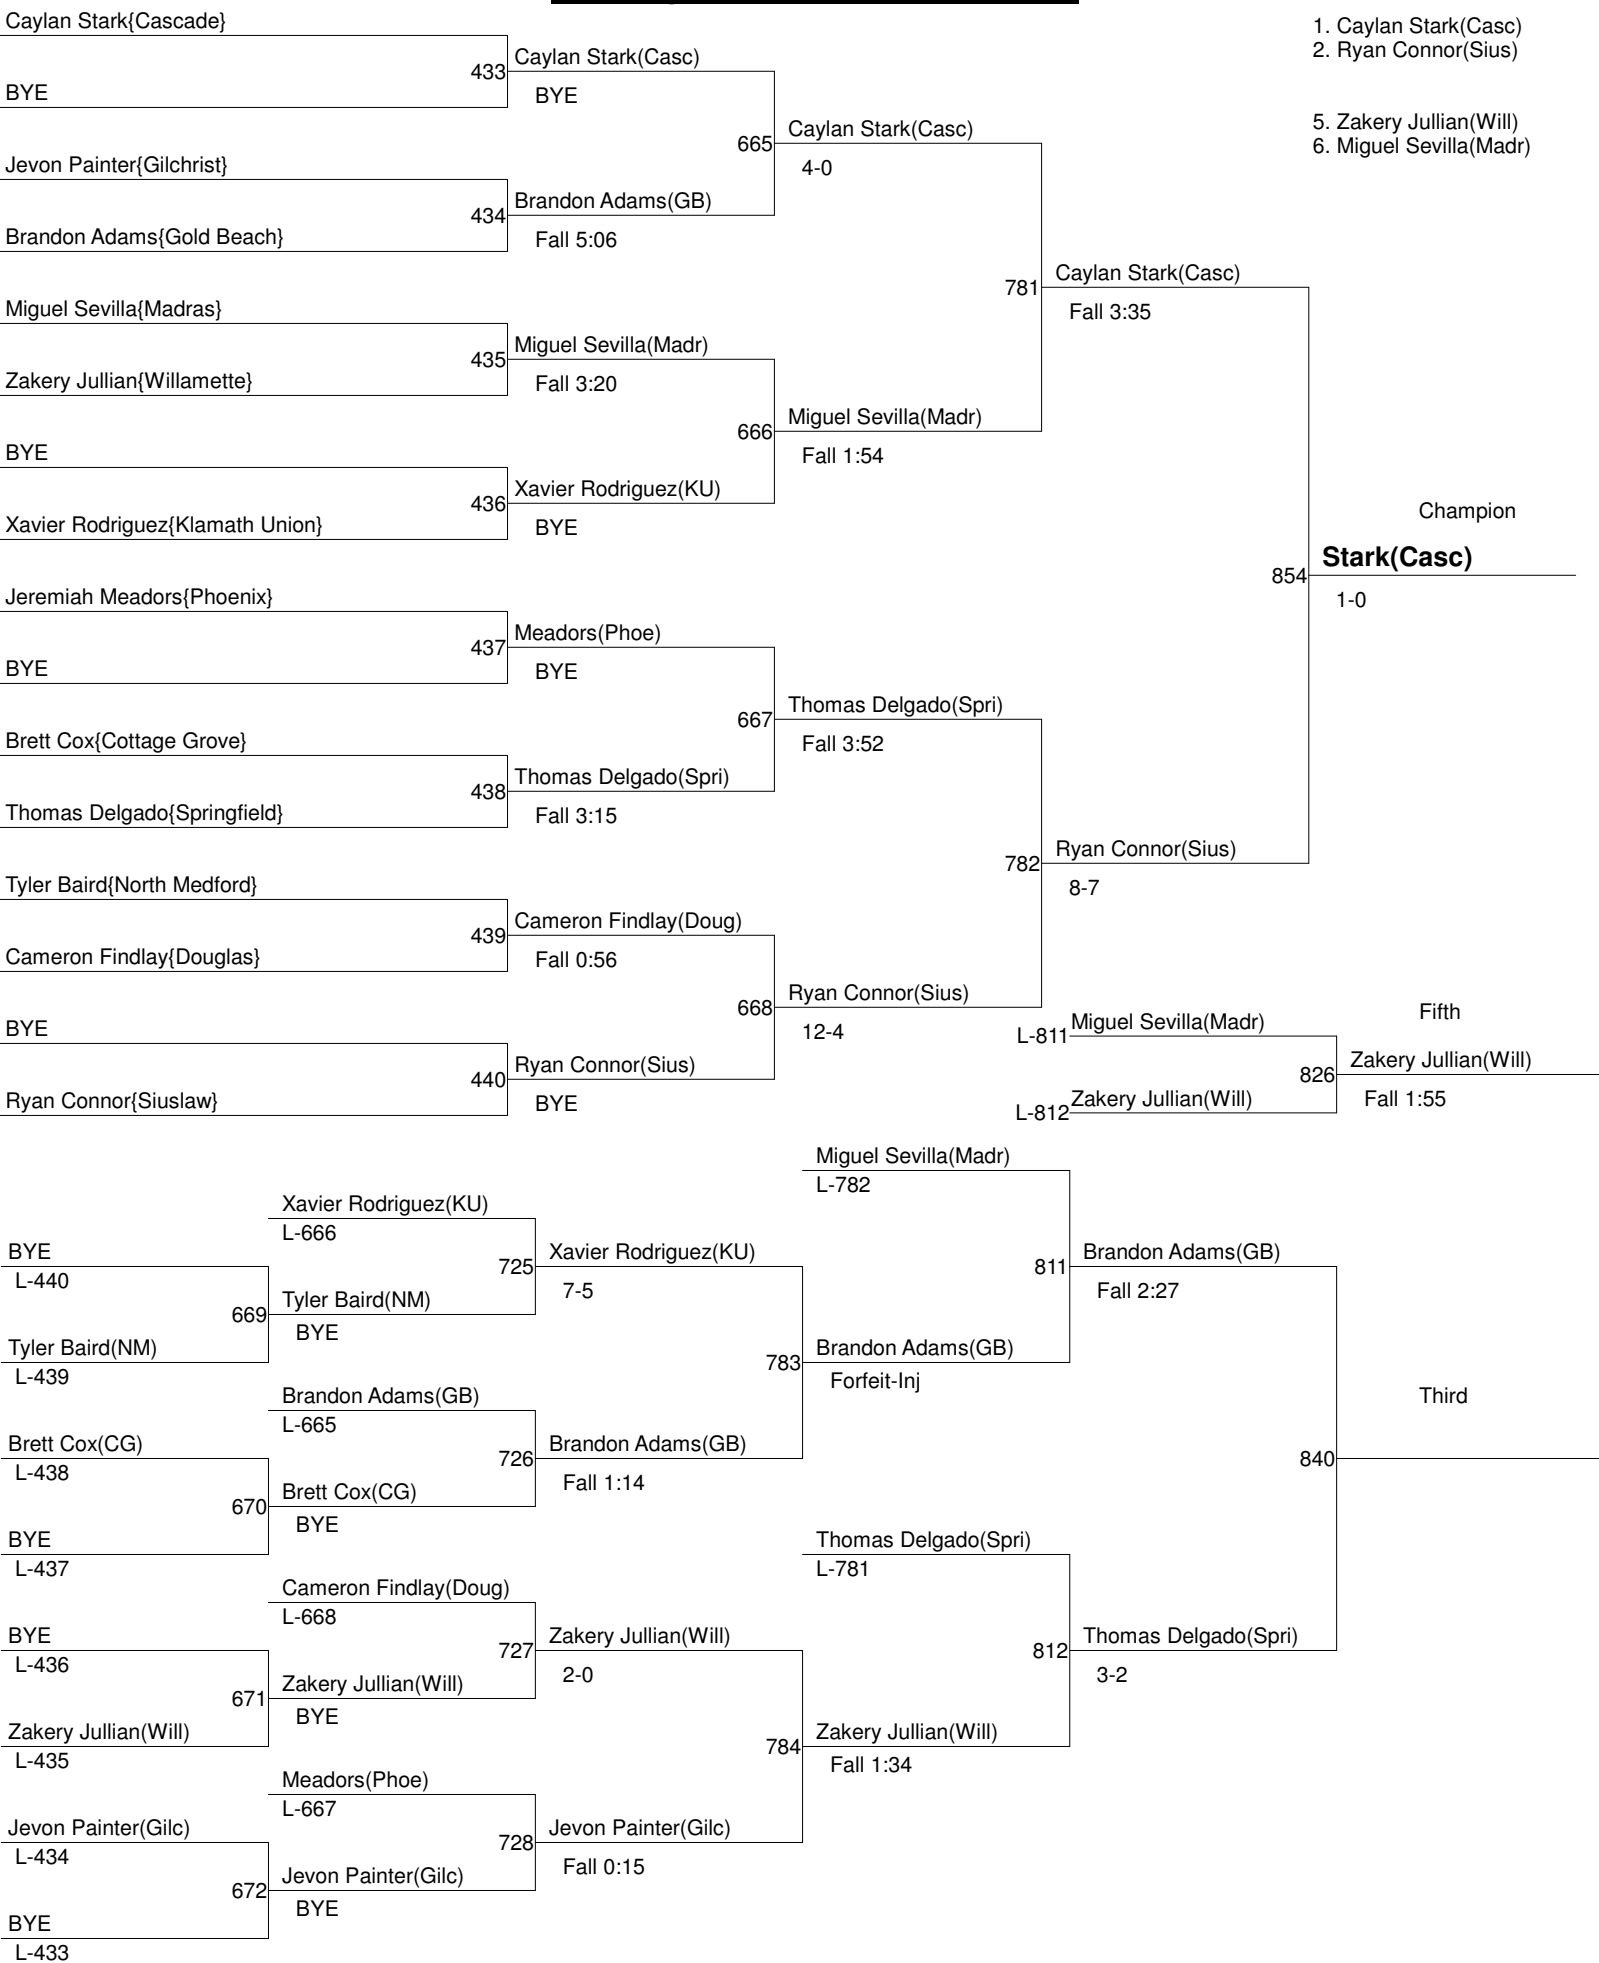 Caylan Stark{Cascade}
BYE
Jevon Painter{Gilchrist}
Brandon Adams{Gold Beach}
Miguel Sevilla{Madras}
Zakery Jullian{Willamette}
BYE
Xavier Rodriguez{Klamath Union}
Jeremiah Meadors{Phoenix}
BYE
Brett Cox{Cottage Grove}
Thomas Delgado{Springfield}
Tyler Baird{North Medford}
Cameron Findlay{Douglas}
BYE
Ryan Connor{Siuslaw}
433
Caylan Stark(Casc)
BYE
434
Brandon Adams(GB)
Fall 5:06
435
Miguel Sevilla(Madr)
Fall 3:20
436
Xavier Rodriguez(KU)
BYE
437
Meadors(Phoe)
BYE
438
Thomas Delgado(Spri)
Fall 3:15
439
Cameron Findlay(Doug)
Fall 0:56
440
Ryan Connor(Sius)
BYE
665
Caylan Stark(Casc)
4-0
666
Miguel Sevilla(Madr)
Fall 1:54
667
Thomas Delgado(Spri)
Fall 3:52
668
Ryan Connor(Sius)
12-4
781
Caylan Stark(Casc)
Fall 3:35
782
Ryan Connor(Sius)
8-7
854
Champion
Stark(Casc)
1-0
1. Caylan Stark(Casc)
2. Ryan Connor(Sius)
5. Zakery Jullian(Will)
6. Miguel Sevilla(Madr)
L-811
Miguel Sevilla(Madr)
L-812
Zakery Jullian(Will)
826
Fifth
Zakery Jullian(Will)
Fall 1:55
BYE
L-440
Tyler Baird(NM)
L-439
Brett Cox(CG)
L-438
BYE
L-437
BYE
L-436
Zakery Jullian(Will)
L-435
Jevon Painter(Gilc)
L-434
BYE
L-433
Xavier Rodriguez(KU)
L-666
669
Tyler Baird(NM)
BYE
Brandon Adams(GB)
L-665
670
Brett Cox(CG)
BYE
Cameron Findlay(Doug)
L-668
671
Zakery Jullian(Will)
BYE
Meadors(Phoe)
L-667
672
Jevon Painter(Gilc)
BYE
725
Xavier Rodriguez(KU)
7-5
726
Brandon Adams(GB)
Fall 1:14
727
Zakery Jullian(Will)
2-0
728
Jevon Painter(Gilc)
Fall 0:15
Miguel Sevilla(Madr)
L-782
783
Brandon Adams(GB)
Forfeit-Inj
Thomas Delgado(Spri)
L-781
784
Zakery Jullian(Will)
Fall 1:34
811
Brandon Adams(GB)
Fall 2:27
812
Thomas Delgado(Spri)
3-2
840
Third